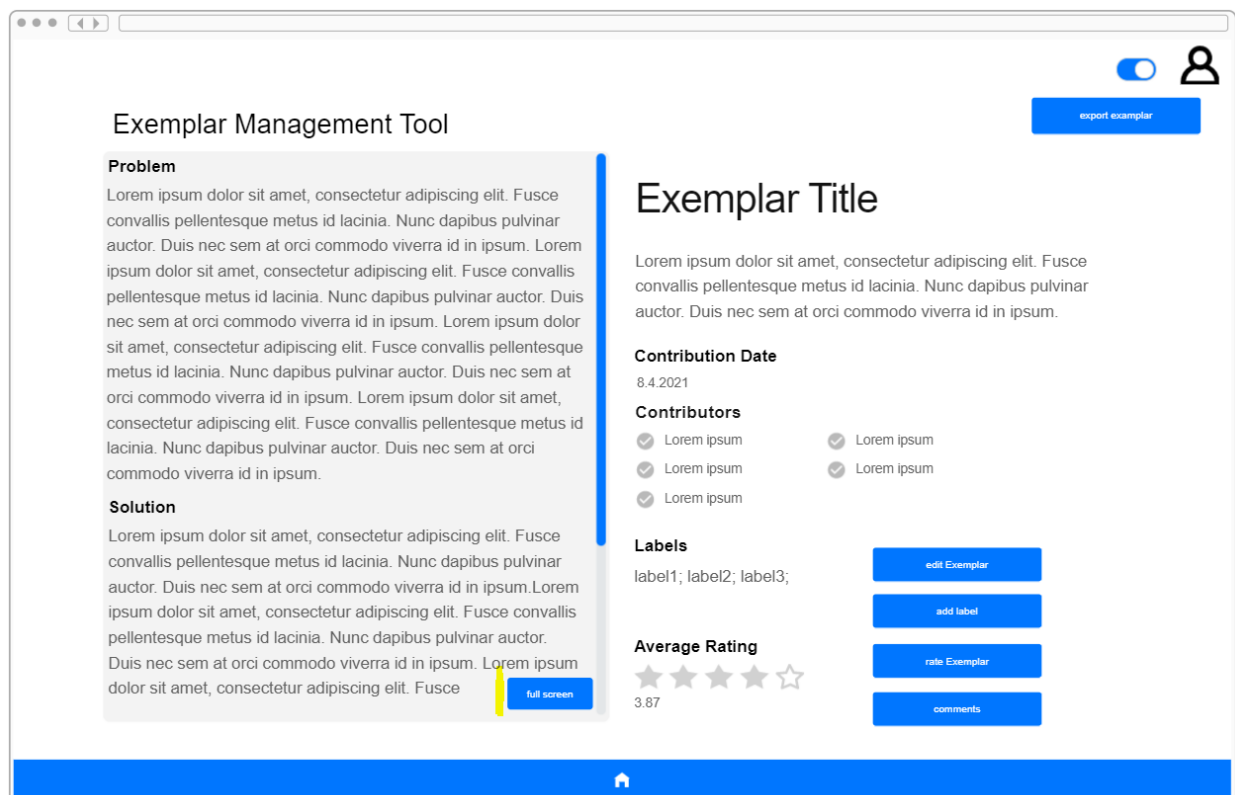 export examplar
Exemplar Management Tool
Problem
Lorem ipsum dolor sit amet, consectetur adipiscing elit. Fusce
convallis pellentesque metus id lacinia. Nunc dapibus pulvinar
auctor. Duis nec sem at orci commodo viverra id in ipsum. Lorem
ipsum dolor sit amet, consectetur adipiscing elit. Fusce convallis
pellentesque metus id lacinia. Nunc dapibus pulvinar auctor. Duis
nec sem at orci commodo viverra id in ipsum. Lorem ipsum dolor
sit amet, consectetur adipiscing elit. Fusce convallis pellentesque
metus id lacinia. Nunc dapibus pulvinar auctor. Duis nec sem at
orci commodo viverra id in ipsum. Lorem ipsum dolor sit amet,
consectetur adipiscing elit. Fusce convallis pellentesque metus id
lacinia. Nunc dapibus pulvinar auctor. Duis nec sem at orci
commodo viverra id in ipsum.
Solution
Lorem ipsum dolor sit amet, consectetur adipiscing elit. Fusce
convallis pellentesque metus id lacinia. Nunc dapibus pulvinar
auctor. Duis nec sem at orci commodo viverra id in ipsum.Lorem
ipsum dolor sit amet, consectetur adipiscing elit. Fusce convallis
pellentesque metus id lacinia. Nunc dapibus pulvinar auctor.
Duis nec sem at orci commodo viverra id in ipsum. Lorem ipsum
dolor sit amet, consectetur adipiscing elit. Fusce
full screen
Exemplar Title
Lorem ipsum dolor sit amet, consectetur adipiscing elit. Fusce
convallis pellentesque metus id lacinia. Nunc dapibus pulvinar
auctor. Duis nec sem at orci commodo viverra id in ipsum.
Contribution Date
8.4.2021
Contributors
Lorem ipsum
Lorem ipsum
Lorem ipsum
Lorem ipsum
Lorem ipsum
Labels
label1; label2; label3;
Average Rating
3.87
edit Exemplar
add label
rate Exemplar
comments